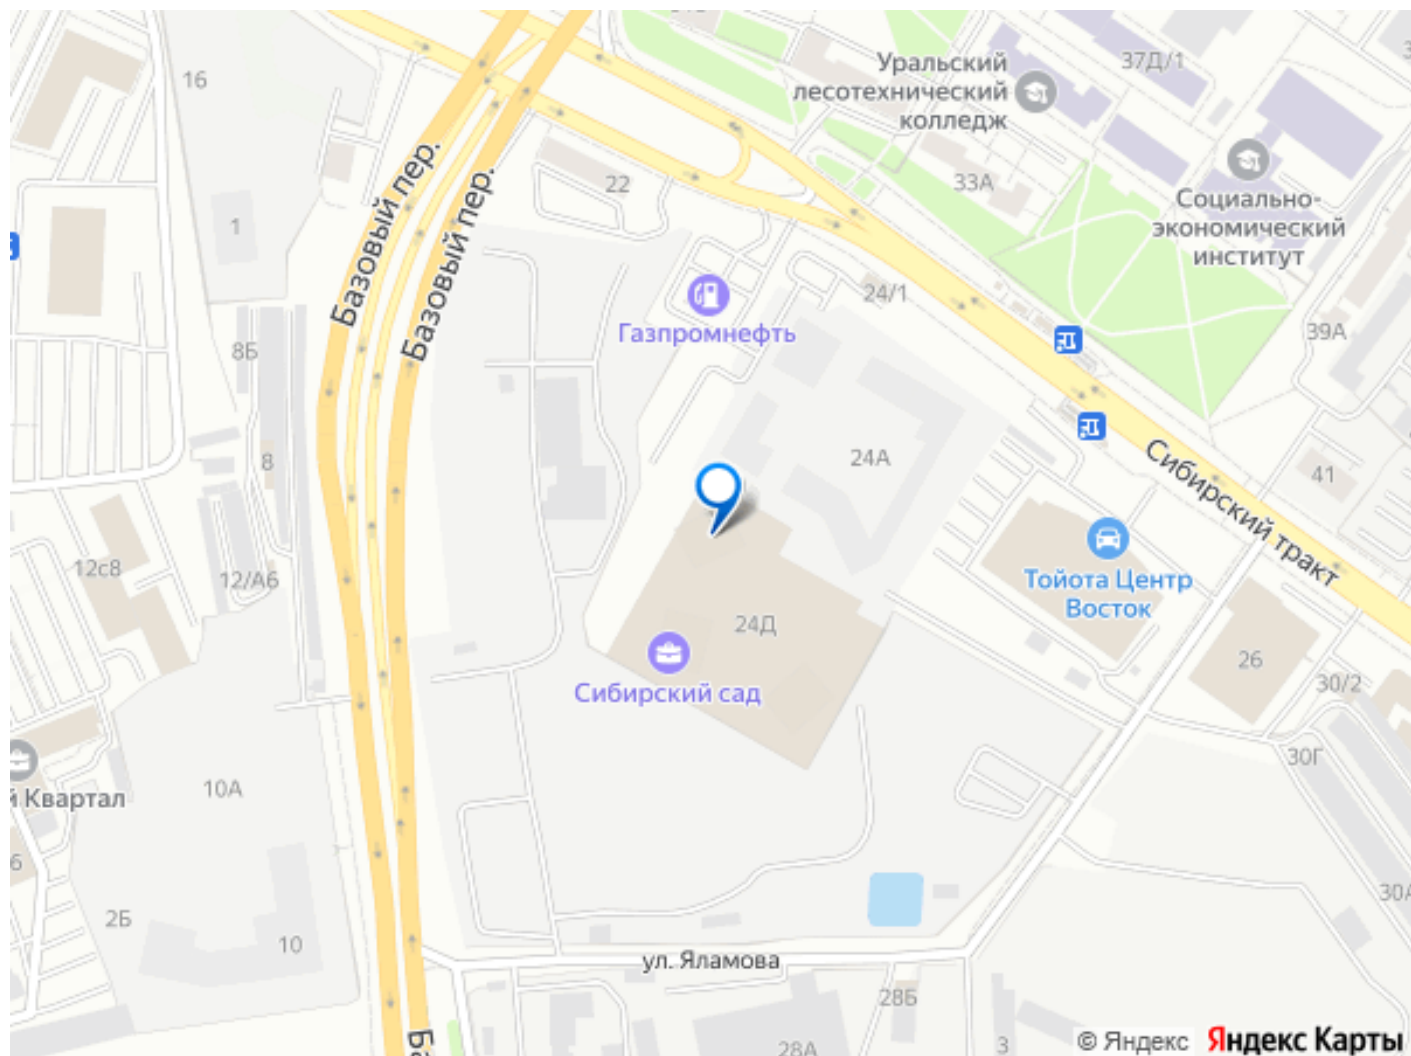 16
Уральский
лесотехнический
колледж
37Д/1
Базовый пер.
Базовый пер.
22
33А
Социально-
экономический
институт
1
24/1
Газпромнефть
39А
8Б
8
24А
41
Сибирский тракт
12с8
12/А6
Тойота Центр
Восток
24Д
Сибирский сад
26
30/2
30Г
й Квартал
10А
30А
2Б
10
ул. Яламова
28Б
28А
3
Ба
© Яндекс Яндекс Карты